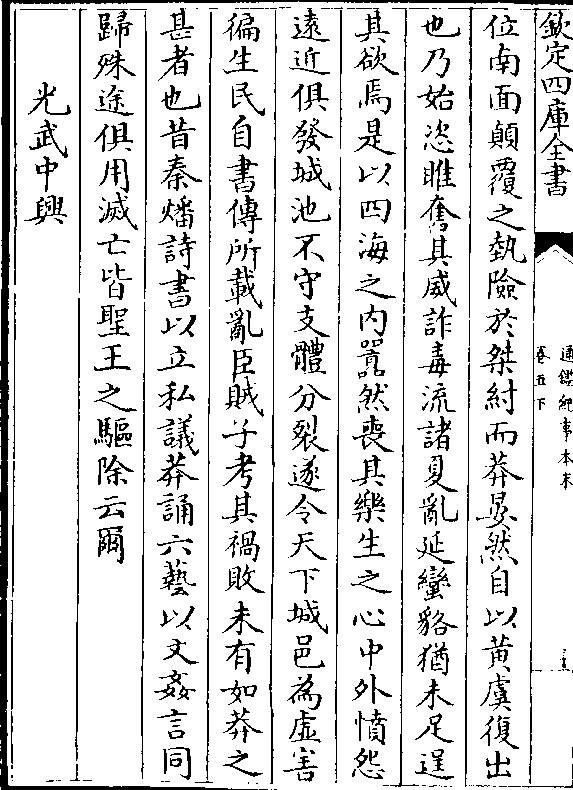 欽定四庫全書
通鑑紀事本末
卷五下
位南面顛覆之執險於桀紂而莽晏然自以黄虞復出
也乃始恣睢奮其威詐毒流諸夏亂延蠻貉猶未足逞
其欲焉是以四海之内嚻然喪其樂生之心中外憤怨
遠近俱發城池不守支體分裂遂令天下城邑為虛害
徧生民自書傳所載亂臣賊子考其禍敗未有如莽之
甚者也昔秦燔詩書以立私議莽誦六藝以文姦言同
歸殊途俱用滅亡皆聖王之驅除云爾
光武中興